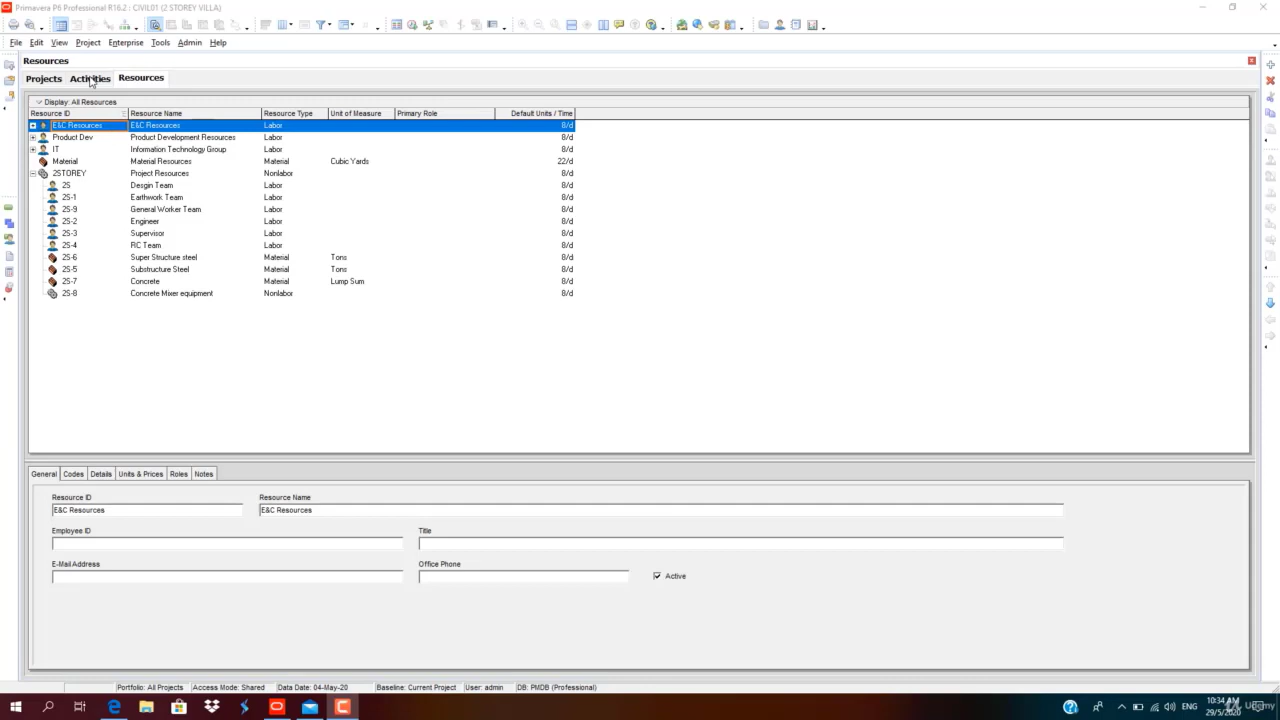 Primavera P6 Professional R16.2 : CIVIL01 (2 STOREY VILLA)
File Edit View Project Enterprise Tools Admin Help
Resources
Projects Activities Resources
Display: All Resources
Resource ID Resource Name Resource Type Unit of Measure Primary Role Default Units / Time
E&C Resources E&C Resources Labor 8/d
Product Dev Product Development Resources Labor 8/d
IT Information Technology Group Labor 8/d
Material Material Resources Material Cubic Yards 22/d
2STOREY Project Resources Nonlabor 8/d
2S Desgin Team Labor 8/d
2S-1 Earthwork Team Labor 8/d
2S-9 General Worker Team Labor 8/d
2S-2 Engineer Labor 8/d
2S-3 Supervisor Labor 8/d
2S-4 RC Team Labor 8/d
2S-6 Super Structure steel Material Tons 8/d
2S-5 Substructure Steel Material Tons 8/d
2S-7 Concrete Material Lump Sum 8/d
2S-8 Concrete Mixer equipment Nonlabor 8/d
General Codes Details Units & Prices Roles Notes
Resource ID Resource Name
E&C Resources E&C Resources
Employee ID Title
E-Mail Address Office Phone
Active
Portfolio: All Projects Access Mode: Shared Data Date: 04-May-20 Baseline: Current Project User: admin DB: PMDB (Professional)
ENG 10:34 AM
29/5/2020
Udemy